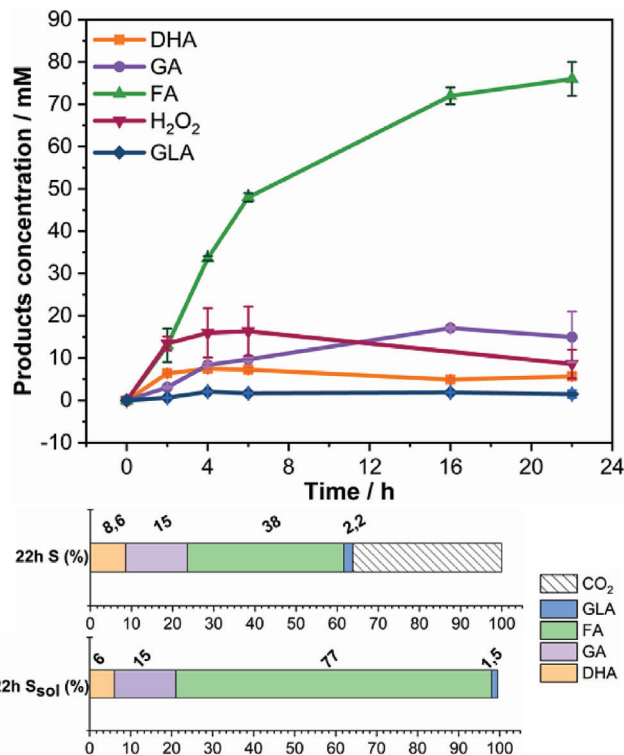 DHA
GA
FA
H₂O₂
GLA
Products concentration / mM
90
80
70
60
50
40
30
20
10
0
-10
0 4 8 12 16 20 24
Time / h
8,6 15 38 2,2
22h S (%)
0 10 20 30 40 50 60 70 80 90 100
6 15 77 1,5
22h Ssol (%)
0 10 20 30 40 50 60 70 80 90 100
CO₂
GLA
FA
GA
DHA